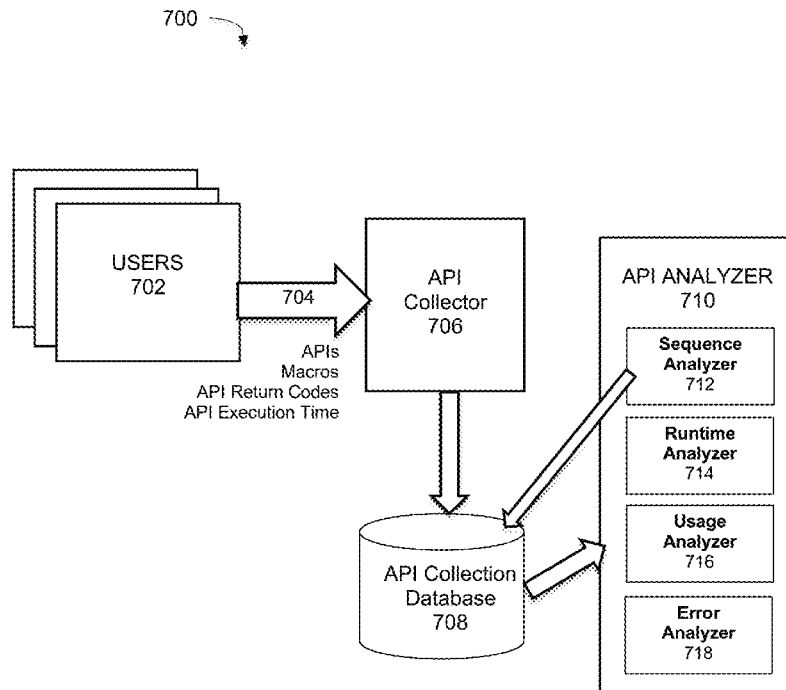 700
USERS
702
704
APIs
Macros
API Return Codes
API Execution Time
API
Collector
706
API Collection
Database
708
API ANALYZER
710
Sequence
Analyzer
712
Runtime
Analyzer
714
Usage
Analyzer
716
Error
Analyzer
718